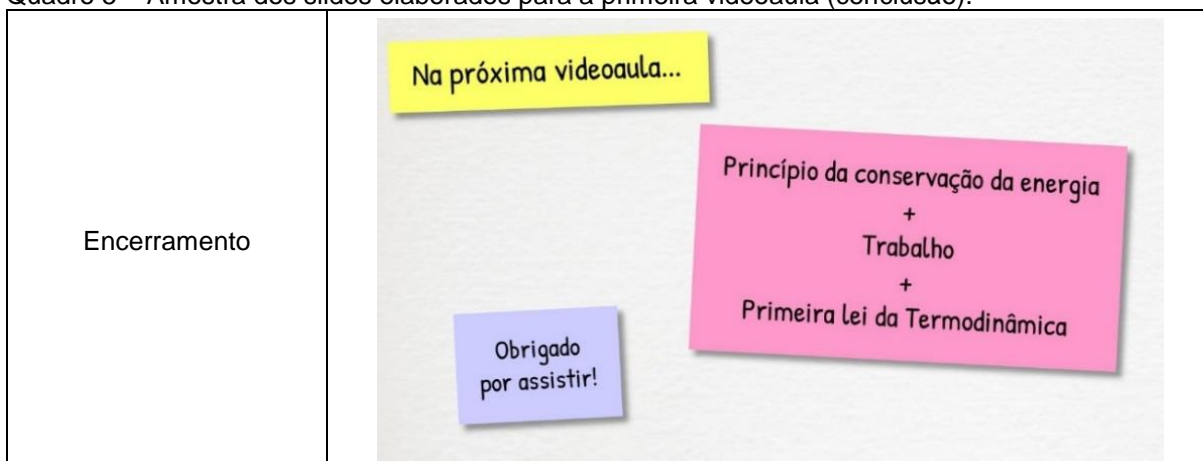 Quadro 3 – Amostra dos slides elaborados para a primeira videoaula (conclusão).
Encerramento
Na próxima videoaula...
Princípio da conservação da energia
+
Trabalho
+
Primeira lei da Termodinâmica
Obrigado
por assistir!